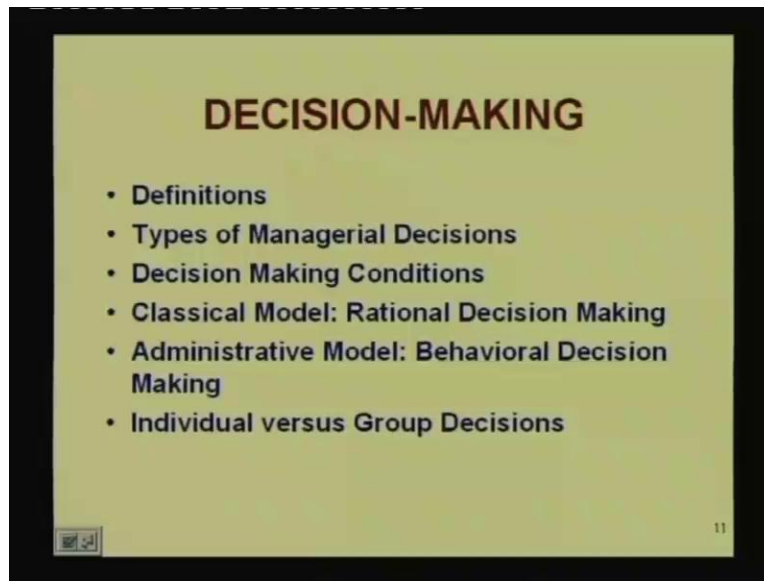 DECISION-MAKING
• Definitions
• Types of Managerial Decisions
• Decision Making Conditions
• Classical Model: Rational Decision Making
• Administrative Model: Behavioral Decision
Making
• Individual versus Group Decisions
11